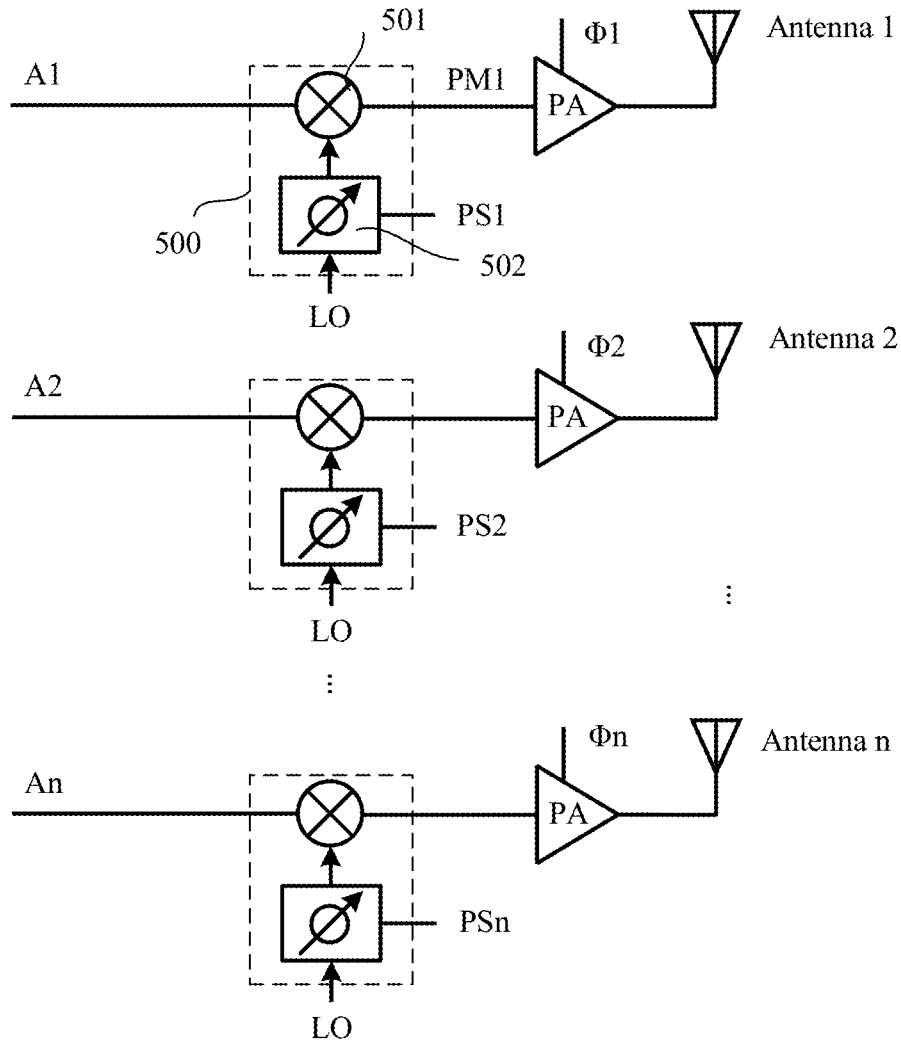 501
Φ1
Antenna 1
A1
PM1
PA
PS1
500
502
LO
Φ2
Antenna 2
A2
PA
PS2
LO
...
...
Φn
Antenna n
An
PA
PSn
LO